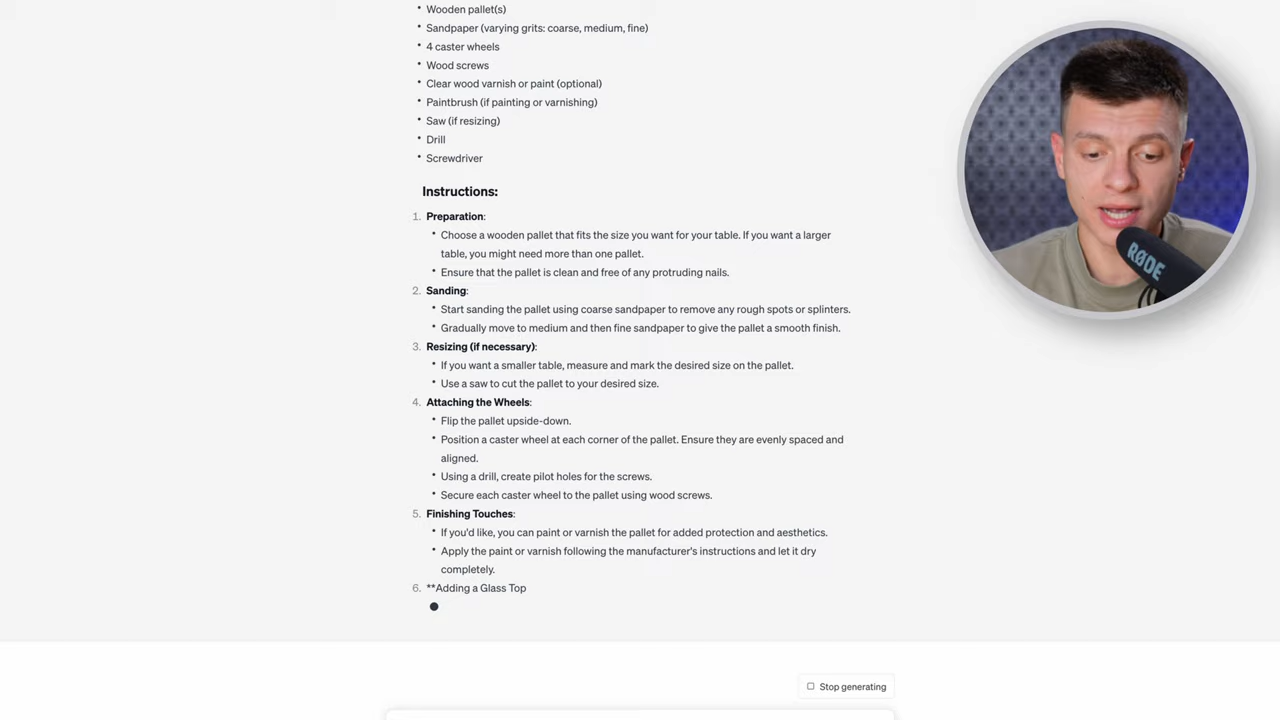 • Wooden pallet(s)
• Sandpaper (varying grits: coarse, medium, fine)
• 4 caster wheels
• Wood screws
• Clear wood varnish or paint (optional)
• Paintbrush (if painting or varnishing)
• Saw (if resizing)
• Drill
• Screwdriver
Instructions:
1. Preparation:
• Choose a wooden pallet that fits the size you want for your table. If you want a larger
table, you might need more than one pallet.
• Ensure that the pallet is clean and free of any protruding nails.
2. Sanding:
• Start sanding the pallet using coarse sandpaper to remove any rough spots or splinters.
• Gradually move to medium and then fine sandpaper to give the pallet a smooth finish.
3. Resizing (if necessary):
• If you want a smaller table, measure and mark the desired size on the pallet.
• Use a saw to cut the pallet to your desired size.
4. Attaching the Wheels:
• Flip the pallet upside-down.
• Position a caster wheel at each corner of the pallet. Ensure they are evenly spaced and
aligned.
• Using a drill, create pilot holes for the screws.
• Secure each caster wheel to the pallet using wood screws.
5. Finishing Touches:
• If you'd like, you can paint or varnish the pallet for added protection and aesthetics.
• Apply the paint or varnish following the manufacturer's instructions and let it dry
completely.
6. **Adding a Glass Top
Stop generating
RØDE